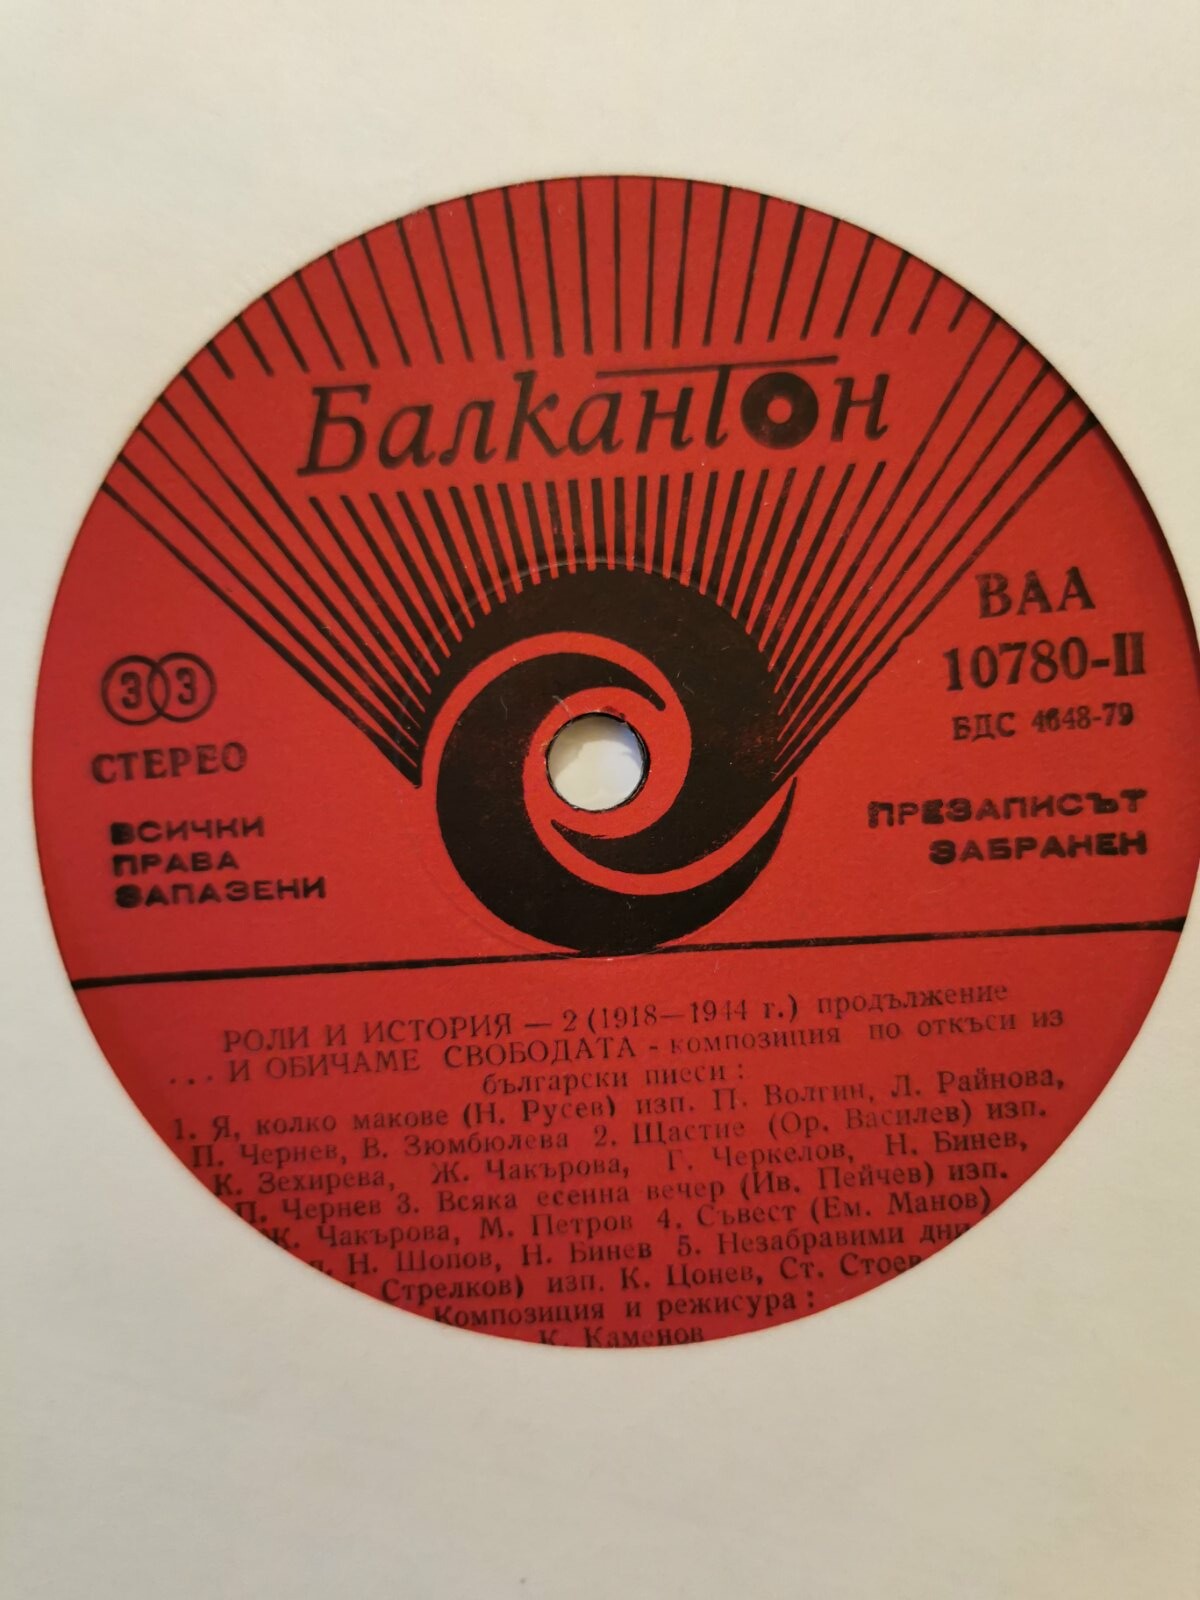 Балкантон
ВАА
10780-II
БДС 4648-79
33
СТЕРЕО
ВСИЧКИ
ПРАВА
ЗАПАЗЕНИ
ПРЕЗАПИСЪТ
ЗАБРАНЕН
РОЛИ И ИСТОРИЯ — 2 (1918—1944 г.) продължение
... И ОБИЧАМЕ СВОБОДАТА - композиция по откъси из
български пиеси :
1. Я, колко макове (Н. Русев) изп. П. Волгин, Л. Райнова,
П. Чернев, В. Зюмбюлева 2. Щастие (Ор. Василев) изп.
К. Зехирева, Ж. Чакърова, Г. Черкелов, Н. Бинев,
П. Чернев 3. Всяка есенна вечер (Ив. Пейчев) изп.
Ж. Чакърова, М. Петров 4. Съвест (Ем. Манов)
Н. Шопов, Н. Бинев 5. Незабравими дни
Стрелков) изп. К. Цонев, Ст. Стоев
Композиция и режисура :
К. Каменов